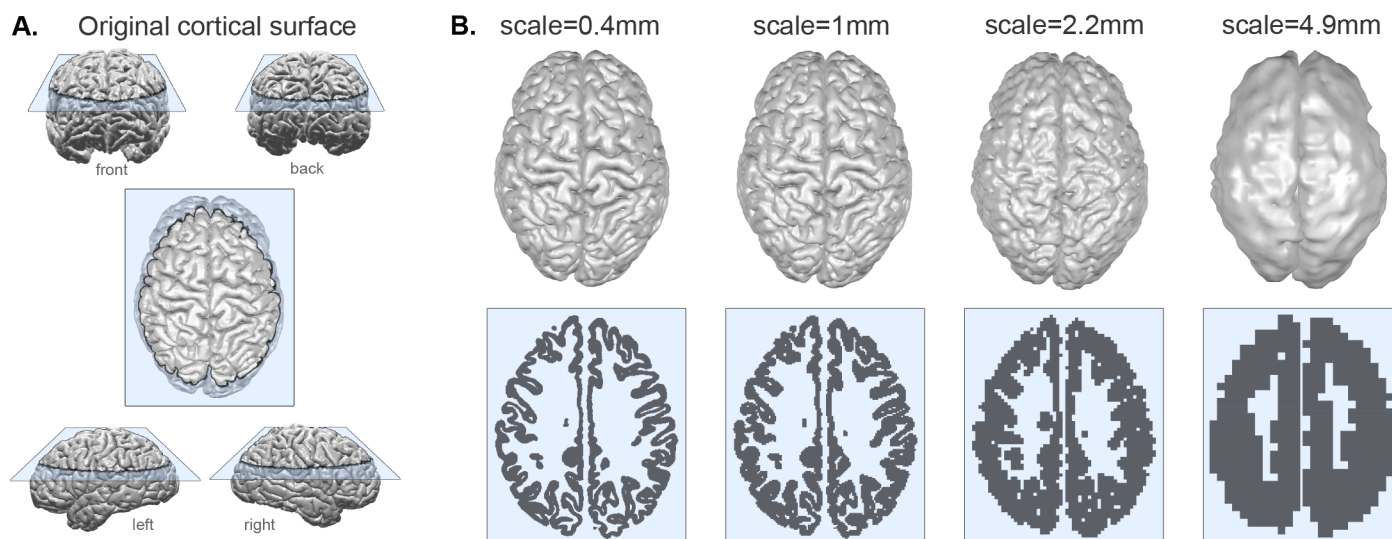 A. Original cortical surface
front
back
left
right
B. scale=0.4mm scale=1mm scale=2.2mm scale=4.9mm